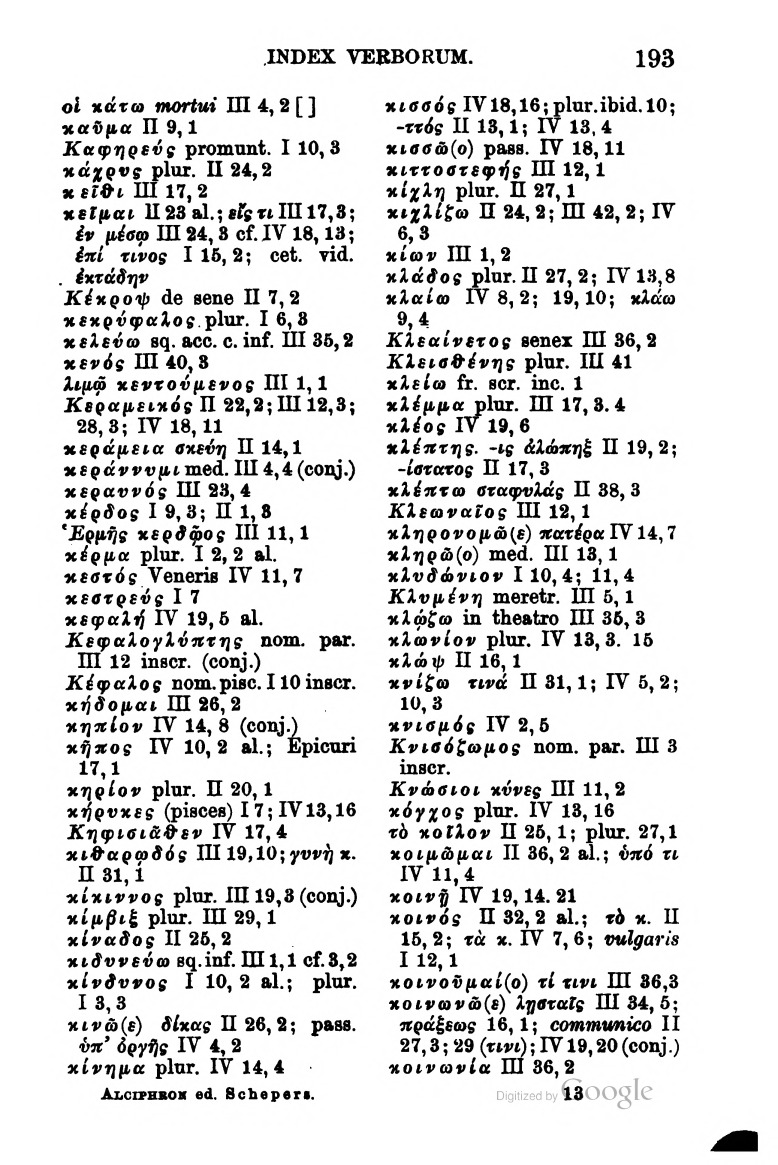 INDEX VERBORUM. 193
οἱ κάτω mortui III 4, 2 [ ]
καῦμα II 9, 1
Καφηρεύς promunt. I 10, 3
κάχρυς plur. II 24, 2
κεῖθι III 17, 2
κεῖμαι II 23 al.; εἴς τι III 17, 3;
ἐν μέσῳ III 24, 3 cf. IV 18, 13;
ἐπί τινος I 15, 2; cet. vid.
ἐκτάδην
Κέκροψ de sene II 7, 2
κεκρύφαλος plur. I 6, 3
κελεύω sq. acc. c. inf. III 35, 2
κενός III 40, 3
λιμῷ κεντούμενος III 1, 1
Κεραμεικός II 22, 2; III 12, 3;
28, 3; IV 18, 11
κεράμεια σκεύη II 14, 1
κεράννυμι med. III 4, 4 (conj.)
κεραυνός III 23, 4
κέρδος I 9, 3; II 1, 3
Ἑρμῆς κερδῷος III 11, 1
κέρμα plur. I 2, 2 al.
κεστός Veneris IV 11, 7
κεστρεύς I 7
κεφαλή IV 19, 5 al.
Κεφαλογλύπτης nom. par.
III 12 inscr. (conj.)
Κέφαλος nom. pisc. I 10 inscr.
κήδομαι III 26, 2
κηπίον IV 14, 8 (conj.)
κῆπος IV 10, 2 al.; Epicuri
17, 1
κηρίον plur. II 20, 1
κήρυκες (pisces) I 7; IV 13, 16
Κηφισιᾶθεν IV 17, 4
κιθαρῳδός III 19, 10; γυνὴ κ.
II 31, 1
κίκιννος plur. III 19, 3 (conj.)
κίμβιξ plur. III 29, 1
κίναδος II 25, 2
κιδυνεύω sq. inf. III 1, 1 cf. 3, 2
κίνδυνος I 10, 2 al.; plur.
I 3, 3
κινῶ(ε) δίκας II 26, 2; pass.
ὑπ’ ὀργῆς IV 4, 2
κίνημα plur. IV 14, 4
κισσός IV 18, 16; plur. ibid. 10;
-ττός II 13, 1; IV 13, 4
κισσῶ(ο) pass. IV 18, 11
κιττοστεφής III 12, 1
κίχλη plur. II 27, 1
κιχλίζω II 24, 2; III 42, 2; IV
6, 3
κίων III 1, 2
κλάδος plur. II 27, 2; IV 13, 8
κλαίω IV 8, 2; 19, 10; κλάω
9, 4
Κλεαίνετος senex III 36, 2
Κλεισθένης plur. III 41
κλείω fr. scr. inc. 1
κλέμμα plur. III 17, 3. 4
κλέος IV 19, 6
κλέπτης. -ις ἀλώπηξ II 19, 2;
-ίστατος II 17, 3
κλέπτω σταφυλάς II 38, 3
Κλεωναῖος III 12, 1
κληρονομῶ(ε) πατέρα IV 14, 7
κληρῶ(ο) med. III 13, 1
κλυδώνιον I 10, 4; 11, 4
Κλυμένη meretr. III 5, 1
κλῴζω in theatro III 35, 3
κλωνίον plur. IV 13, 3. 15
κλώψ II 16, 1
κνίζω τινά II 31, 1; IV 5, 2;
10, 3
κνισμός IV 2, 5
Κνισόζωμος nom. par. III 3
inscr.
Κνώσιοι κύνες III 11, 2
κόγχος plur. IV 13, 16
τὸ κοῖλον II 25, 1; plur. 27, 1
κοιμῶμαι II 36, 2 al.; ὑπό τι
IV 11, 4
κοινῇ IV 19, 14. 21
κοινός II 32, 2 al.; τὸ κ. II
15, 2; τὰ κ. IV 7, 6; vulgaris
I 12, 1
κοινοῦμαί(ο) τί τινι III 36, 3
κοινωνῶ(ε) λῃσταῖς III 34, 5;
πράξεως 16, 1; communico II
27, 3; 29 (τινι); IV 19, 20 (conj.)
κοινωνία III 36, 2
ALCIPHRON ed. Schepers. 13
Digitized by Google